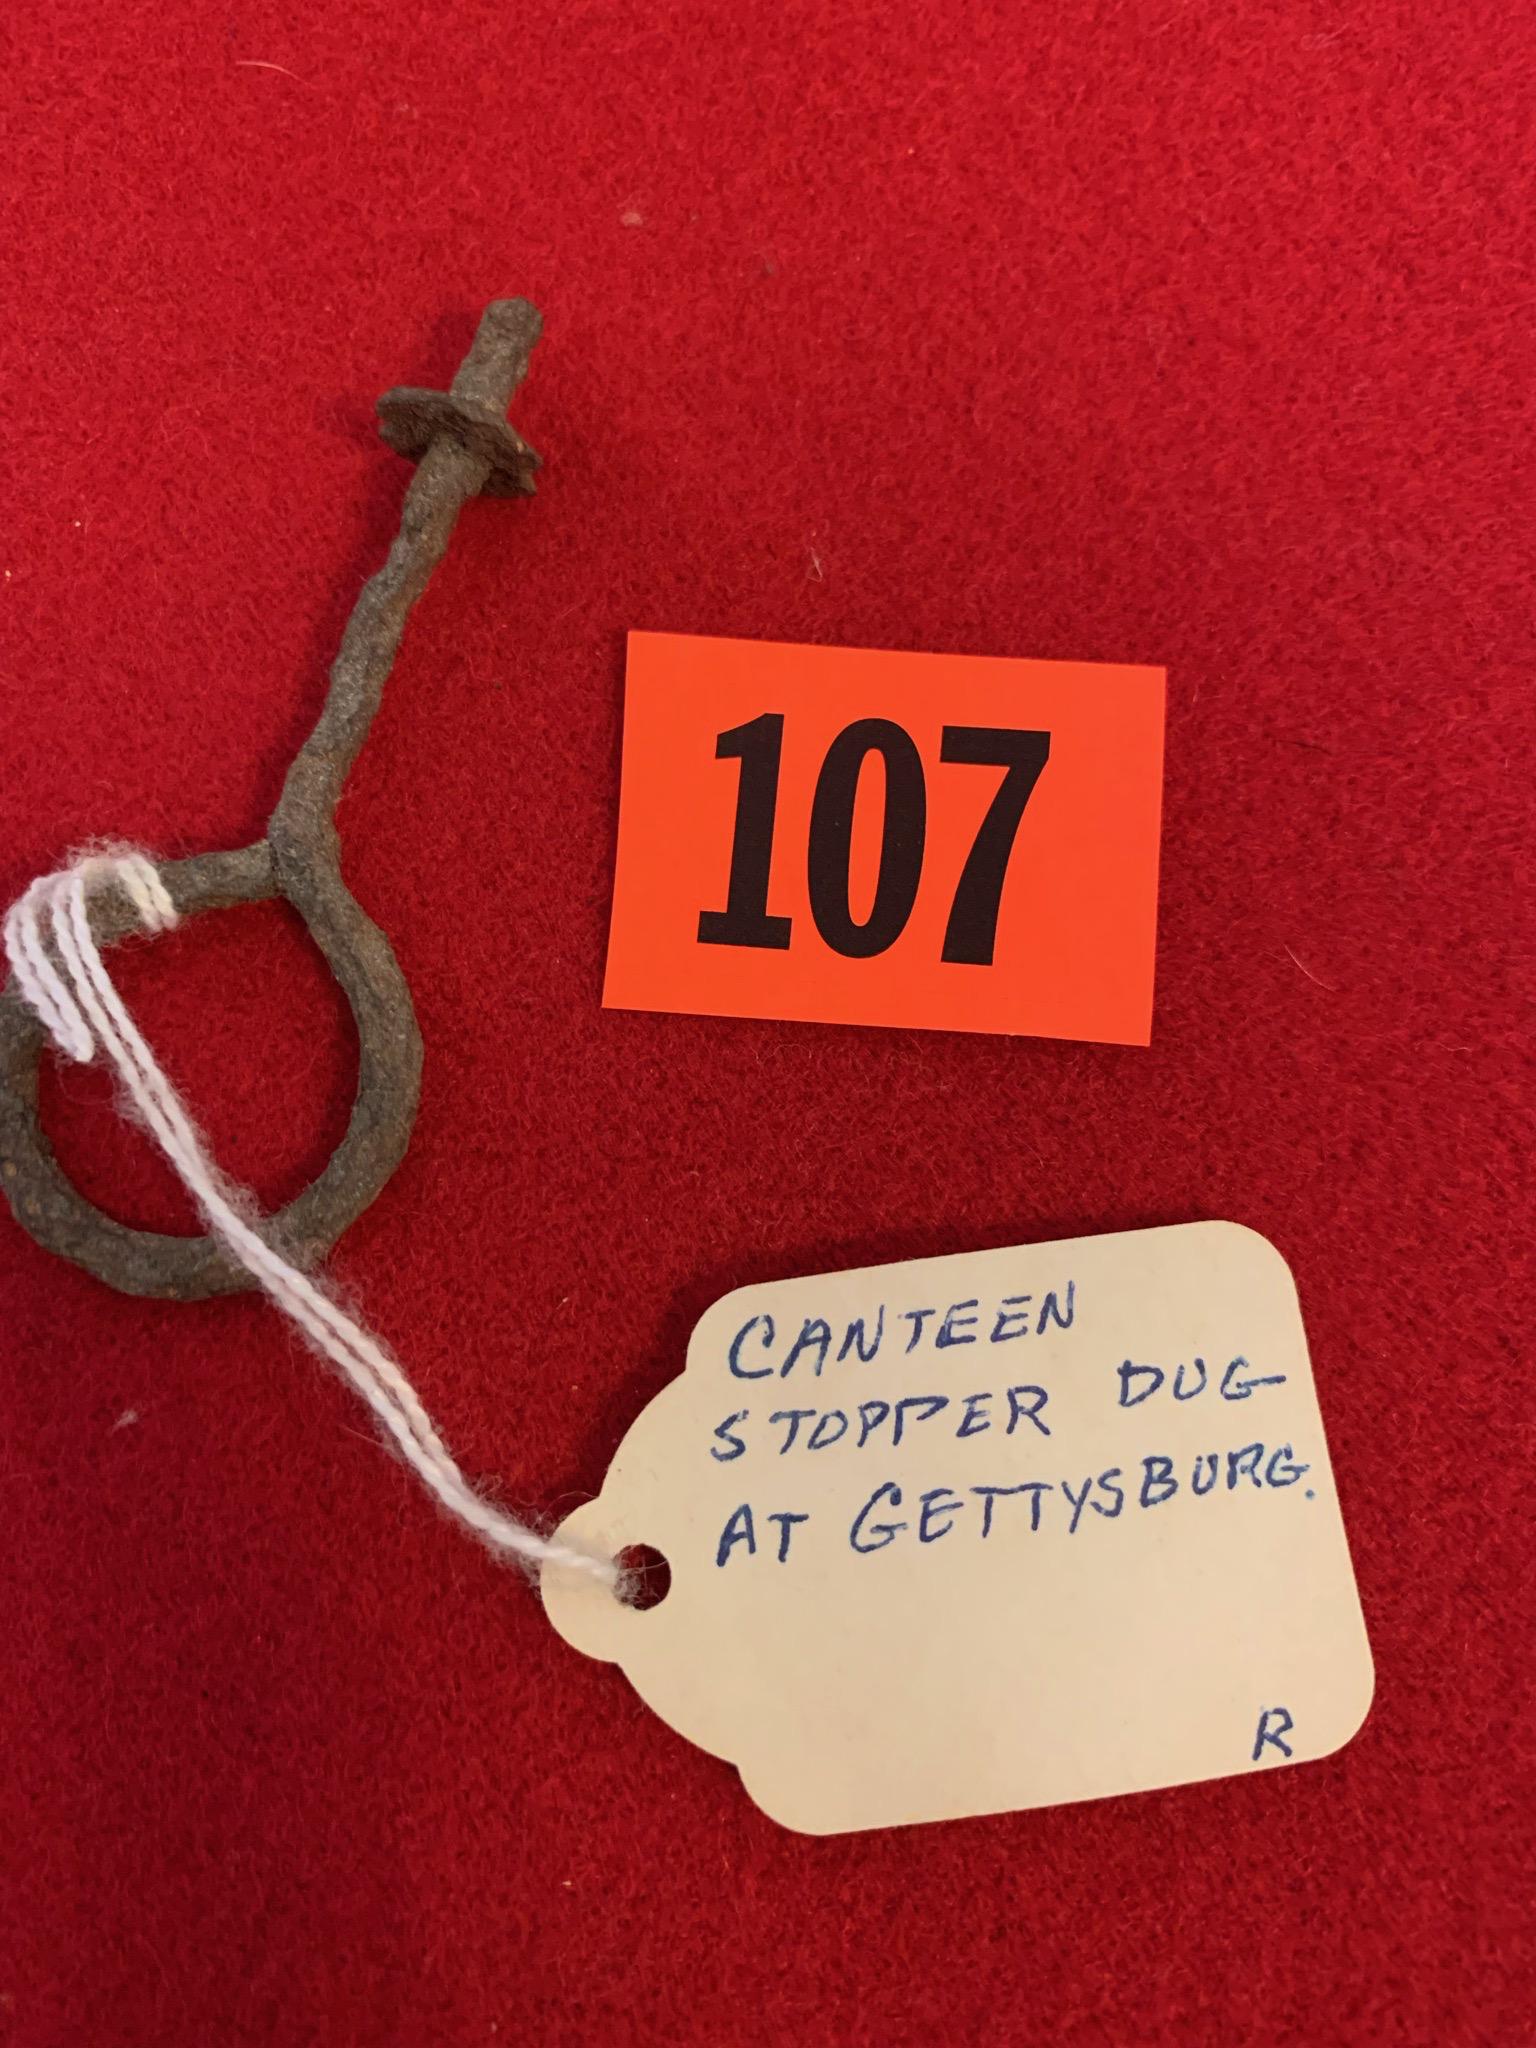 107
CANTEEN
STOPPER DUG
AT GETTYSBURG.
R